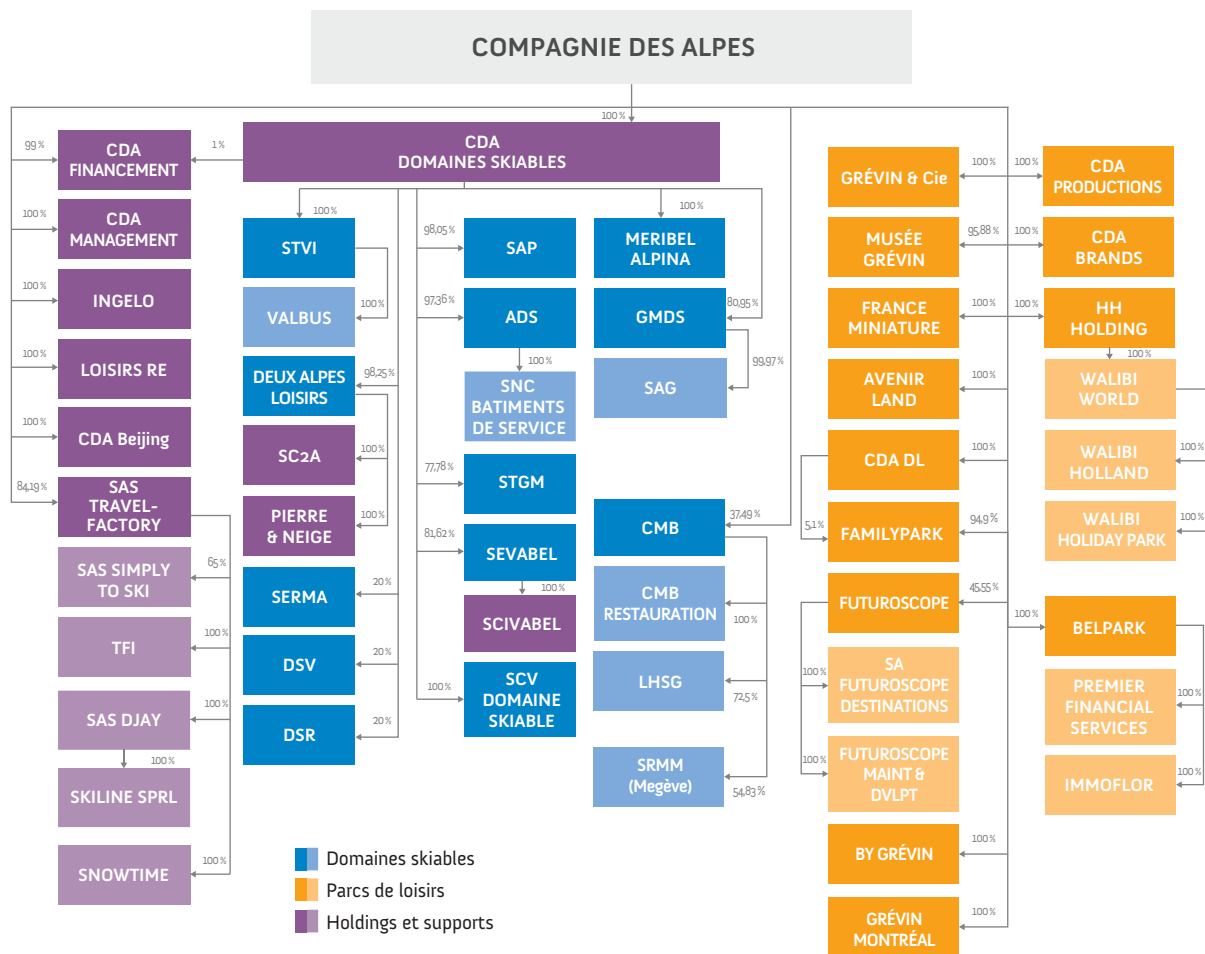 COMPAGNIE DES ALPES
100 %
CDA
DOMAINES SKIABLES
99 %
1 %
CDA
FINANCEMENT
100 %
CDA
MANAGEMENT
100 %
INGELO
100 %
LOISIRS RE
100 %
CDA Beijing
84,19 %
SAS
TRAVEL-
FACTORY
65 %
SAS SIMPLY
TO SKI
100 %
TFI
100 %
SAS DJAY
100 %
SKILINE SPRL
100 %
SNOWTIME
100 %
STVI
100 %
VALBUS
98,25 %
DEUX ALPES
LOISIRS
100 %
SC2A
100 %
PIERRE
& NEIGE
20 %
SERMA
20 %
DSV
20 %
DSR
98,05 %
SAP
97,36 %
ADS
100 %
SNC
BATIMENTS
DE SERVICE
77,78 %
STGM
81,62 %
SEVABEL
100 %
SCIVABEL
100 %
SCV
DOMAINE
SKIABLE
100 %
MERIBEL
ALPINA
80,95 %
GMDS
99,97 %
SAG
37,49 %
CMB
CMB
RESTAURATION
100 %
LHSG
72,5 %
SRMM
(Megève)
54,83 %
GRÉVIN & Cie
100 %
MUSÉE
GRÉVIN
95,88 %
FRANCE
MINIATURE
100 %
AVENIR
LAND
100 %
CDA DL
100 %
5,1 %
FAMILYPARK
94,9 %
FUTUROSCOPE
45,55 %
100 %
SA
FUTUROSCOPE
DESTINATIONS
100 %
FUTUROSCOPE
MAINT &
DVLPT
BY GRÉVIN
100 %
GRÉVIN
MONTRÉAL
100 %
100 %
CDA
PRODUCTIONS
100 %
CDA
BRANDS
100 %
HH
HOLDING
100 %
WALIBI
WORLD
WALIBI
HOLLAND
100 %
WALIBI
HOLIDAY PARK
100 %
100 %
BELPARK
PREMIER
FINANCIAL
SERVICES
100 %
IMMOFLOR
100 %
Domaines skiables
Parcs de loisirs
Holdings et supports